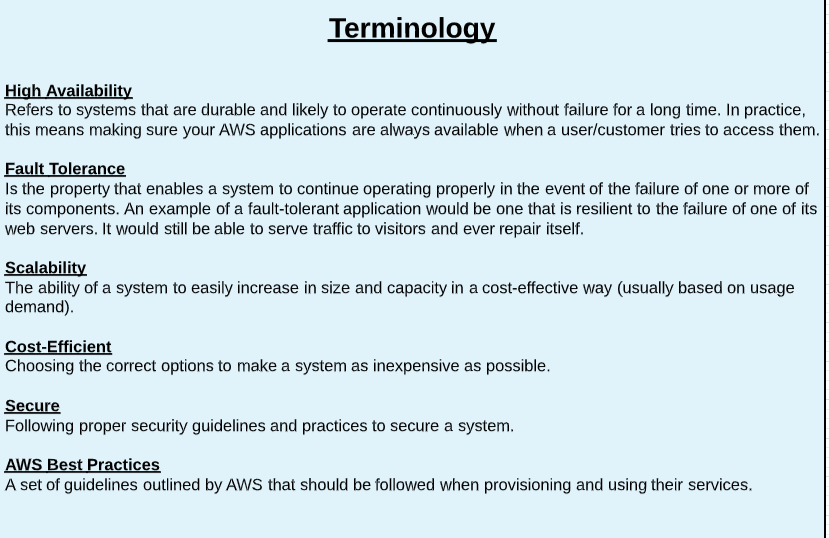 Terminology
High Availability
Refers to systems that are durable and likely to operate continuously without failure for a long time. In practice,
this means making sure your AWS applications are always available when a user/customer tries to access them.
Fault Tolerance
Is the property that enables a system to continue operating properly in the event of the failure of one or more of
its components. An example of a fault-tolerant application would be one that is resilient to the failure of one of its
web servers. It would still be able to serve traffic to visitors and ever repair itself.
Scalability
The ability of a system to easily increase in size and capacity in a cost-effective way (usually based on usage
demand).
Cost-Efficient
Choosing the correct options to make a system as inexpensive as possible.
Secure
Following proper security guidelines and practices to secure a system.
AWS Best Practices
A set of guidelines outlined by AWS that should be followed when provisioning and using their services.